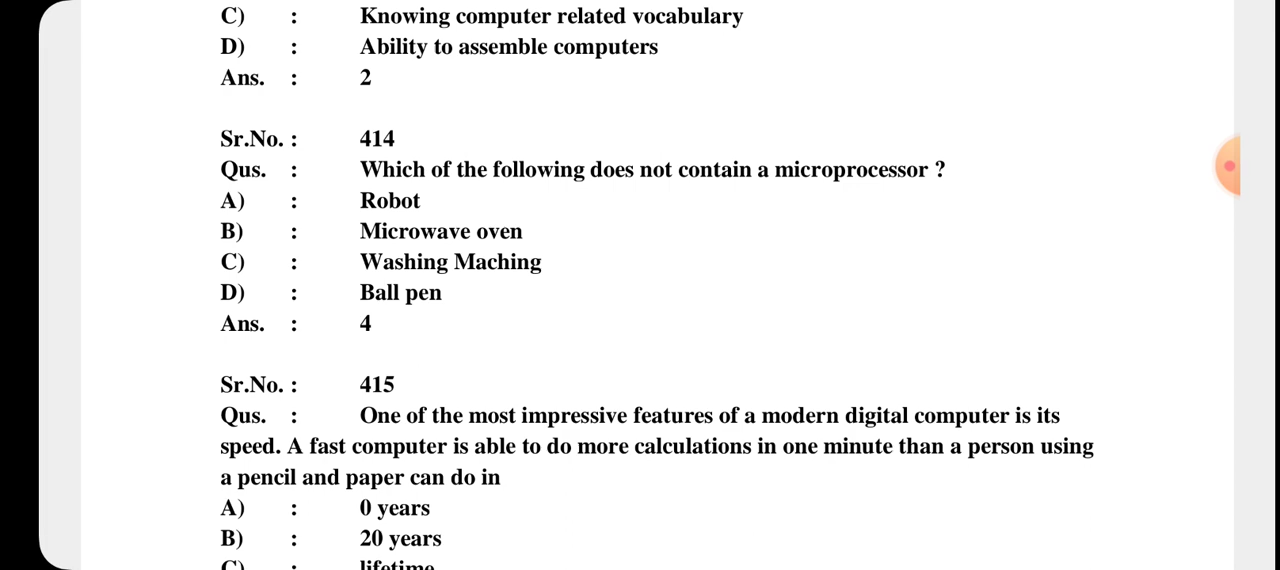 C) : Knowing computer related vocabulary
D) : Ability to assemble computers
Ans. : 2
Sr.No. : 414
Qus. : Which of the following does not contain a microprocessor ?
A) : Robot
B) : Microwave oven
C) : Washing Maching
D) : Ball pen
Ans. : 4
Sr.No. : 415
Qus. : One of the most impressive features of a modern digital computer is its
speed. A fast computer is able to do more calculations in one minute than a person using
a pencil and paper can do in
A) : 0 years
B) : 20 years
C) : lifetime